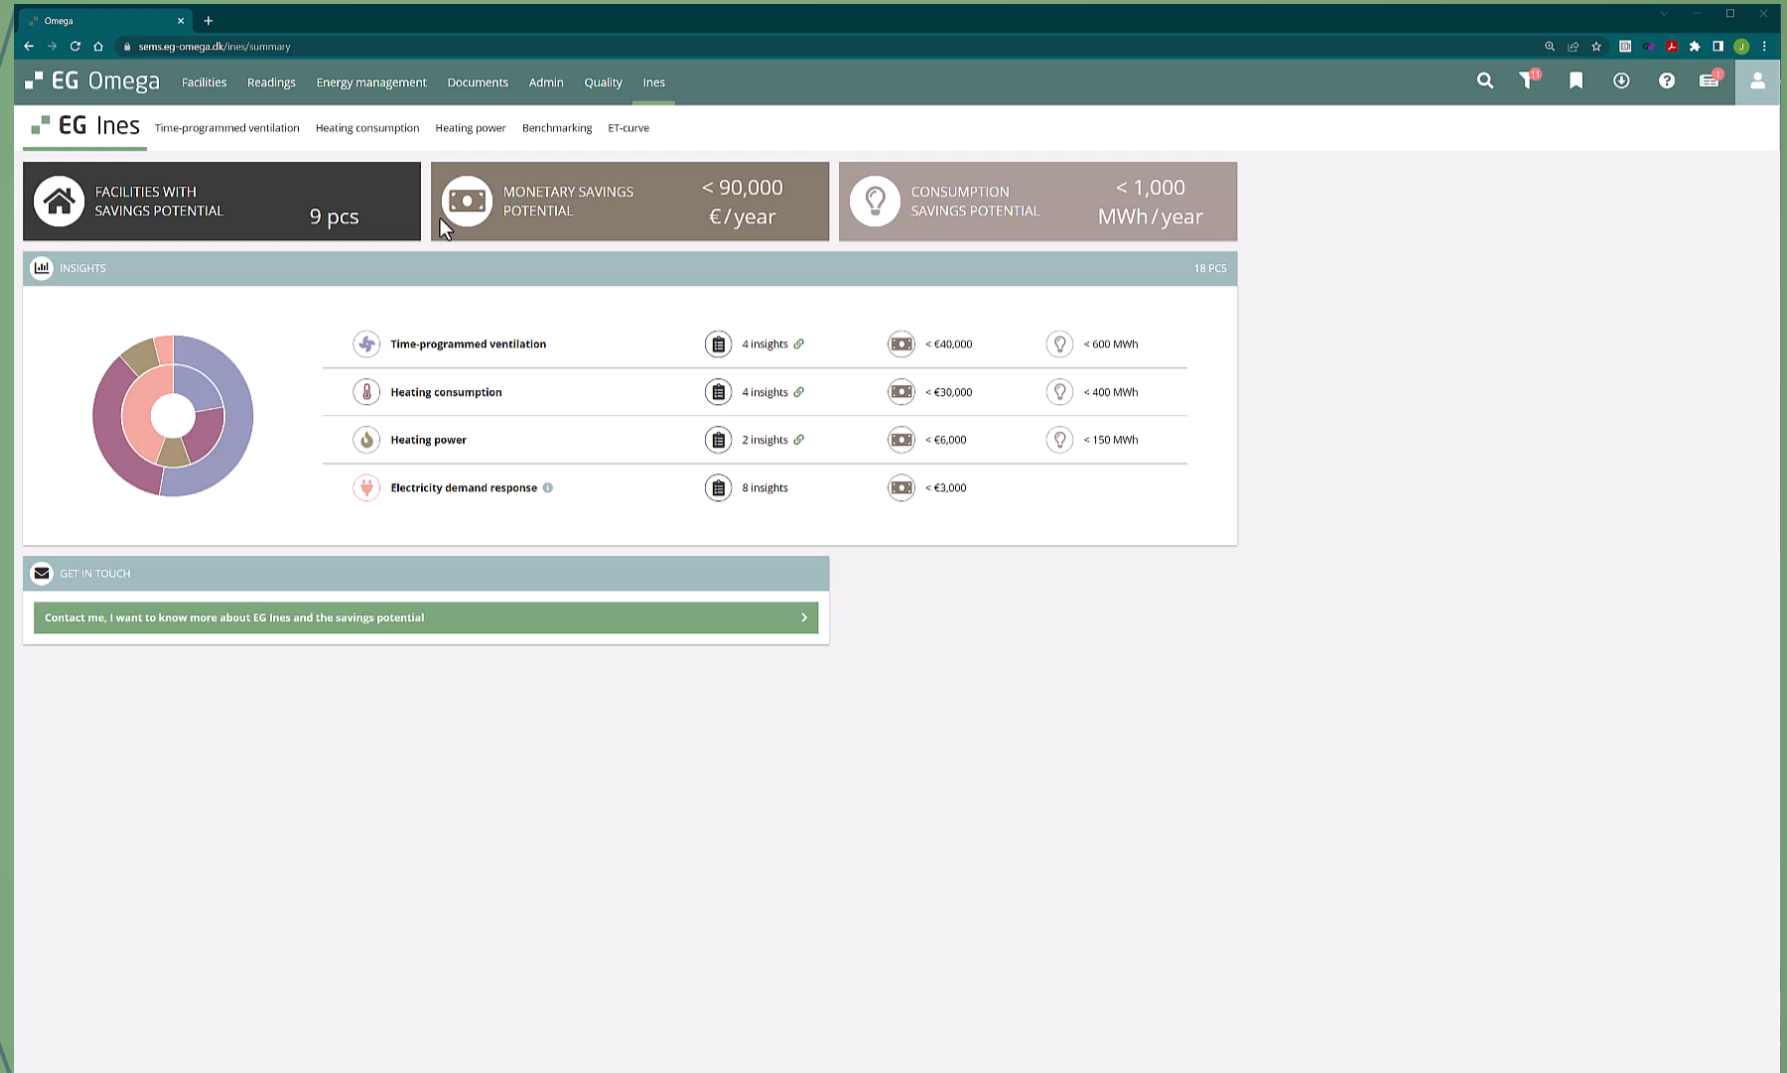 Omega
sems.eg-omega.dk/ines/summary
J
EG Omega Facilities Readings Energy management Documents Admin Quality Ines
11
1
EG Ines Time-programmed ventilation Heating consumption Heating power Benchmarking ET-curve
FACILITIES WITH
SAVINGS POTENTIAL
9 pcs
MONETARY SAVINGS
POTENTIAL
< 90,000
€/year
CONSUMPTION
SAVINGS POTENTIAL
< 1,000
MWh/year
INSIGHTS 18 PCS
Time-programmed ventilation 4 insights < €40,000 < 600 MWh
Heating consumption 4 insights < €30,000 < 400 MWh
Heating power 2 insights < €6,000 < 150 MWh
Electricity demand response 8 insights < €3,000
GET IN TOUCH
Contact me, I want to know more about EG Ines and the savings potential